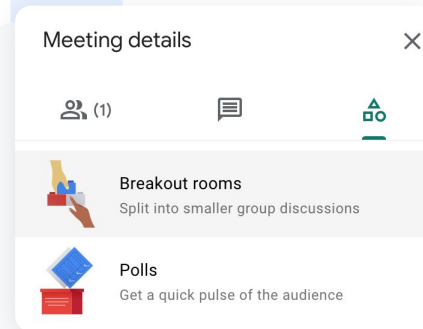 Meeting details
(1)
Breakout rooms
Split into smaller group discussions
Polls
Get a quick pulse of the audience